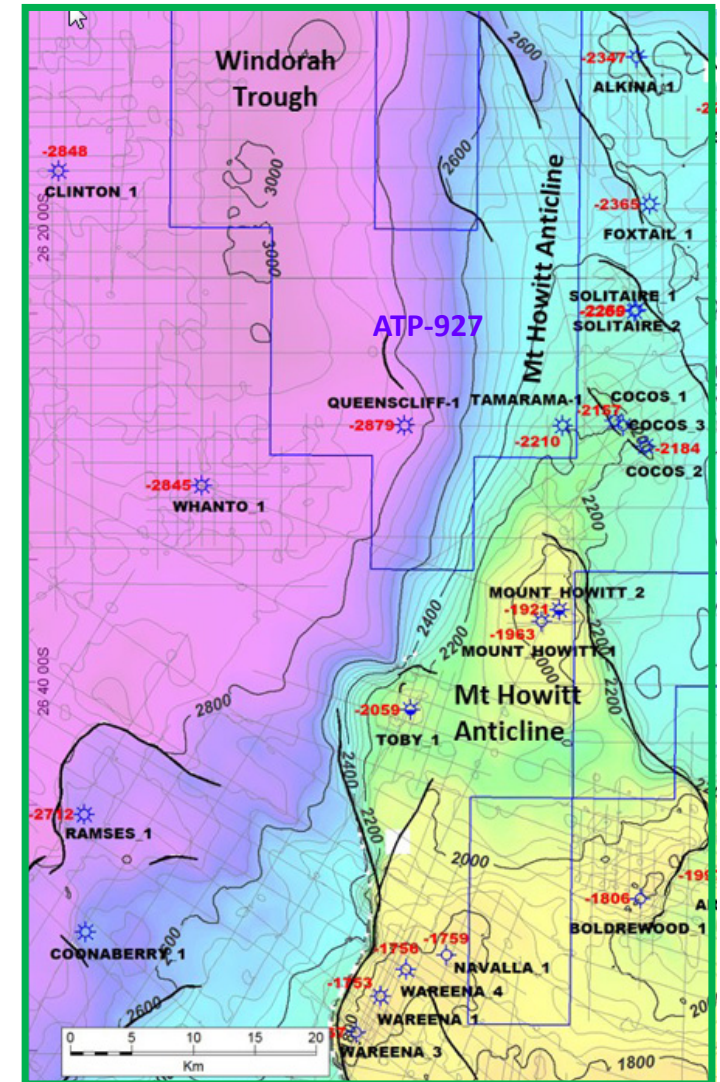 Windorah
Trough
2600
-2347
ALKINA_1
-2848
CLINTON_1
3000
2600
Mt Howitt Anticline
-2365
FOXTAIL_1
26 20 00S
3000
SOLITAIRE_1
SOLITAIRE_2
ATP-927
QUEENSCLIFF-1
-2879
TAMARAMA-1
-2210
COCOS_1
-2157
COCOS_3
-2184
COCOS_2
-2845
WHANTO_1
2200
MOUNT_HOWITT_2
-1921
-1963
MOUNT_HOWITT_1
2400
2200
2200
2200
26 40 00S
2800
Mt Howitt
Anticline
-2059
TOBY_1
2400
2200
-2712
RAMSES_1
2000
-1806
BOLDREWOOD_1
COONABERRY_1
2600
-1759
NAVALLA_1
WAREENA_4
-1753
WAREENA_1
WAREENA_3
2600
1800
0 5 10 15 20
Km